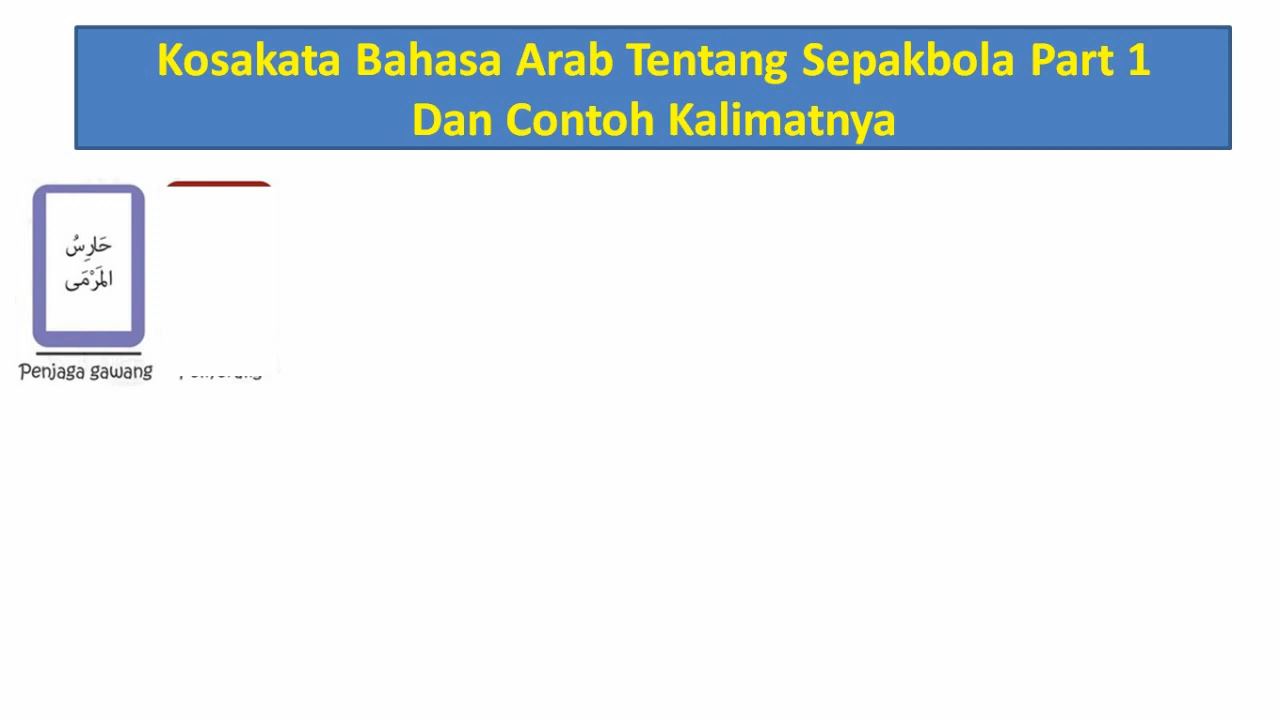 Kosakata Bahasa Arab Tentang Sepakbola Part 1
Dan Contoh Kalimatnya
حَارِسُ
المَرْمَى
Penjaga gawang